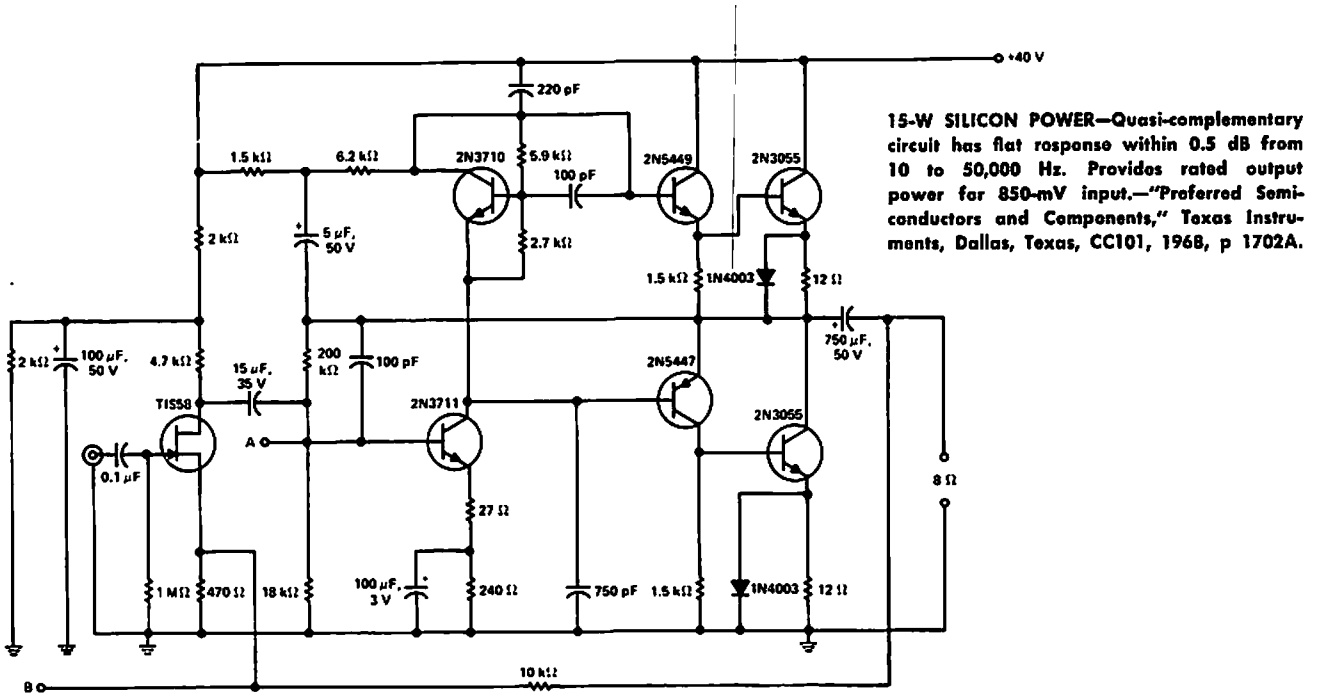 +40 V
220 pF
1.5 kΩ
6.2 kΩ
2N3710
5.9 kΩ
2N5449
2N3055
100 pF
2 kΩ
+
5 μF,
50 V
2.7 kΩ
1.5 kΩ
1N4003
12 Ω
2 kΩ
+
100 μF,
50 V
4.7 kΩ
15 μF,
35 V
200
kΩ
100 pF
+
750 μF,
50 V
2N5447
TIS58
2N3711
2N3055
A
0.1 μF
8 Ω
27 Ω
1 MΩ
470 Ω
18 kΩ
100 μF,
3 V
+
240 Ω
750 pF
1.5 kΩ
1N4003
12 Ω
B
10 kΩ
15-W SILICON POWER—Quasi-complementary
circuit has flat response within 0.5 dB from
10 to 50,000 Hz. Provides rated output
power for 850-mV input.—"Preferred Semi-
conductors and Components," Texas Instru-
ments, Dallas, Texas, CC101, 1968, p 1702A.